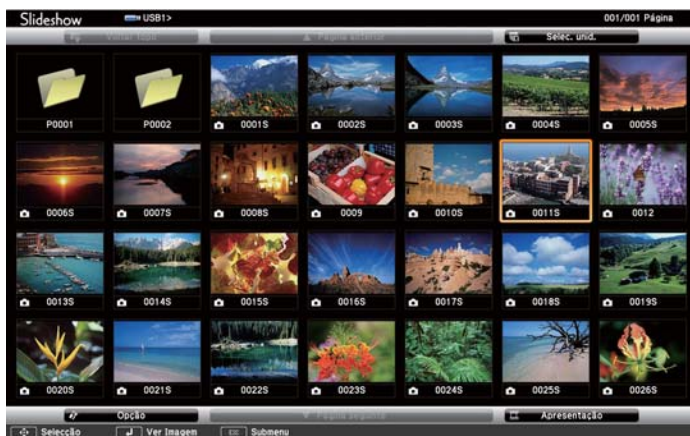 Slideshow USB1> 001/001 Página
Voltar topo Página anterior Selec. unid.
P0001 P0002 0001S 0002S 0003S 0004S 0005S
0006S 0007S 0008S 0009 0010S 0011S 0012
0013S 0014S 0015S 0016S 0017S 0018S 0019S
0020S 0021S 0022S 0023S 0024S 0025S 0026S
Opção Página seguinte Apresentação
Selecção Ver Imagem Esc Submenu